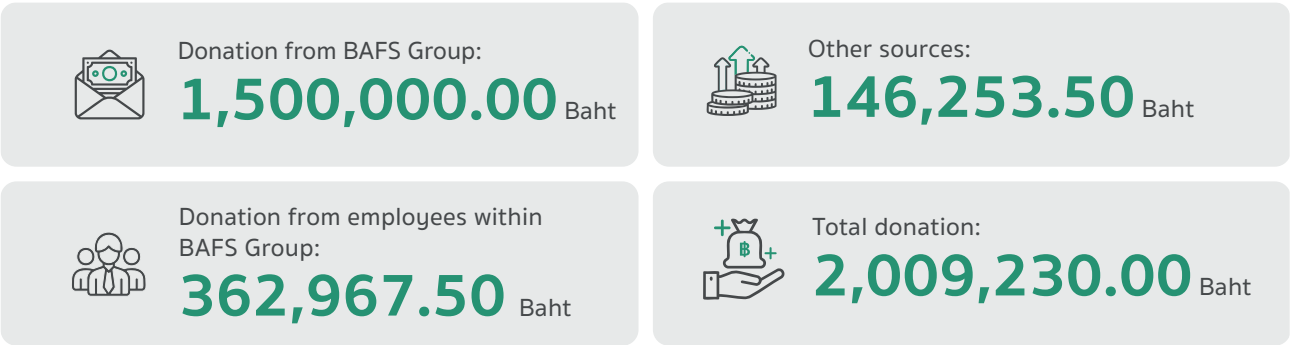 Donation from BAFS Group:
1,500,000.00 Baht
Other sources:
146,253.50 Baht
Donation from employees within
BAFS Group:
362,967.50 Baht
Total donation:
฿
2,009,230.00 Baht